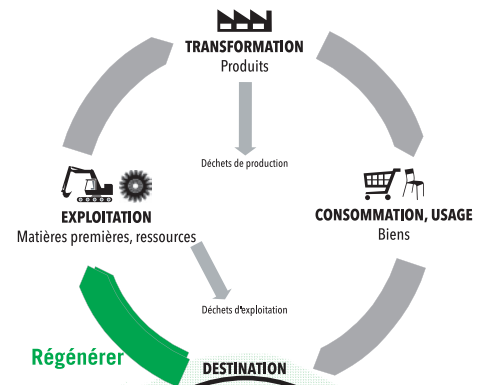 TRANSFORMATION
Produits
Déchets de production
EXPLOITATION
Matières premières, ressources
CONSOMMATION, USAGE
Biens
Déchets d'exploitation
Régénérer
DESTINATION